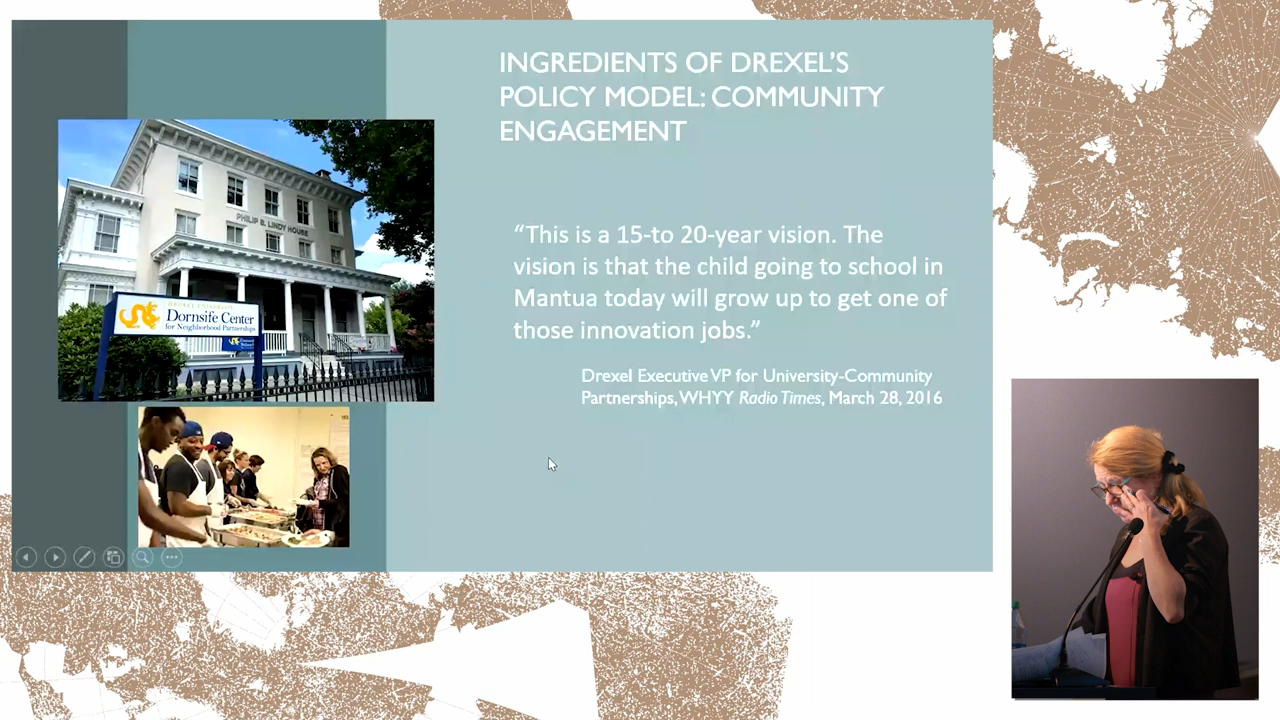 INGREDIENTS OF DREXEL'S
POLICY MODEL: COMMUNITY
ENGAGEMENT
PHILIP B. LINDY HOUSE
DREXEL UNIVERSITY
Dornsife Center
for Neighborhood Partnerships
“This is a 15-to 20-year vision. The
vision is that the child going to school in
Mantua today will grow up to get one of
those innovation jobs.”
Drexel Executive VP for University-Community
Partnerships, WHYY Radio Times, March 28, 2016